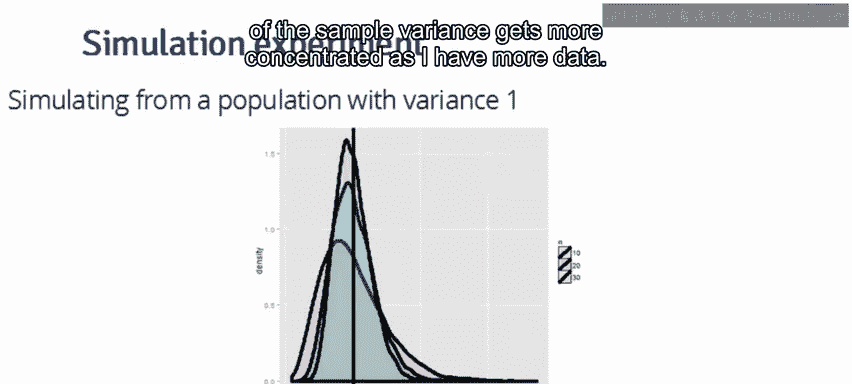 Simulation experiment
of the sample variance gets more
concentrated as I have more data.
Simulating from a population with variance 1
1.5
1.0
0.5
0.0
density
n
10
20
30